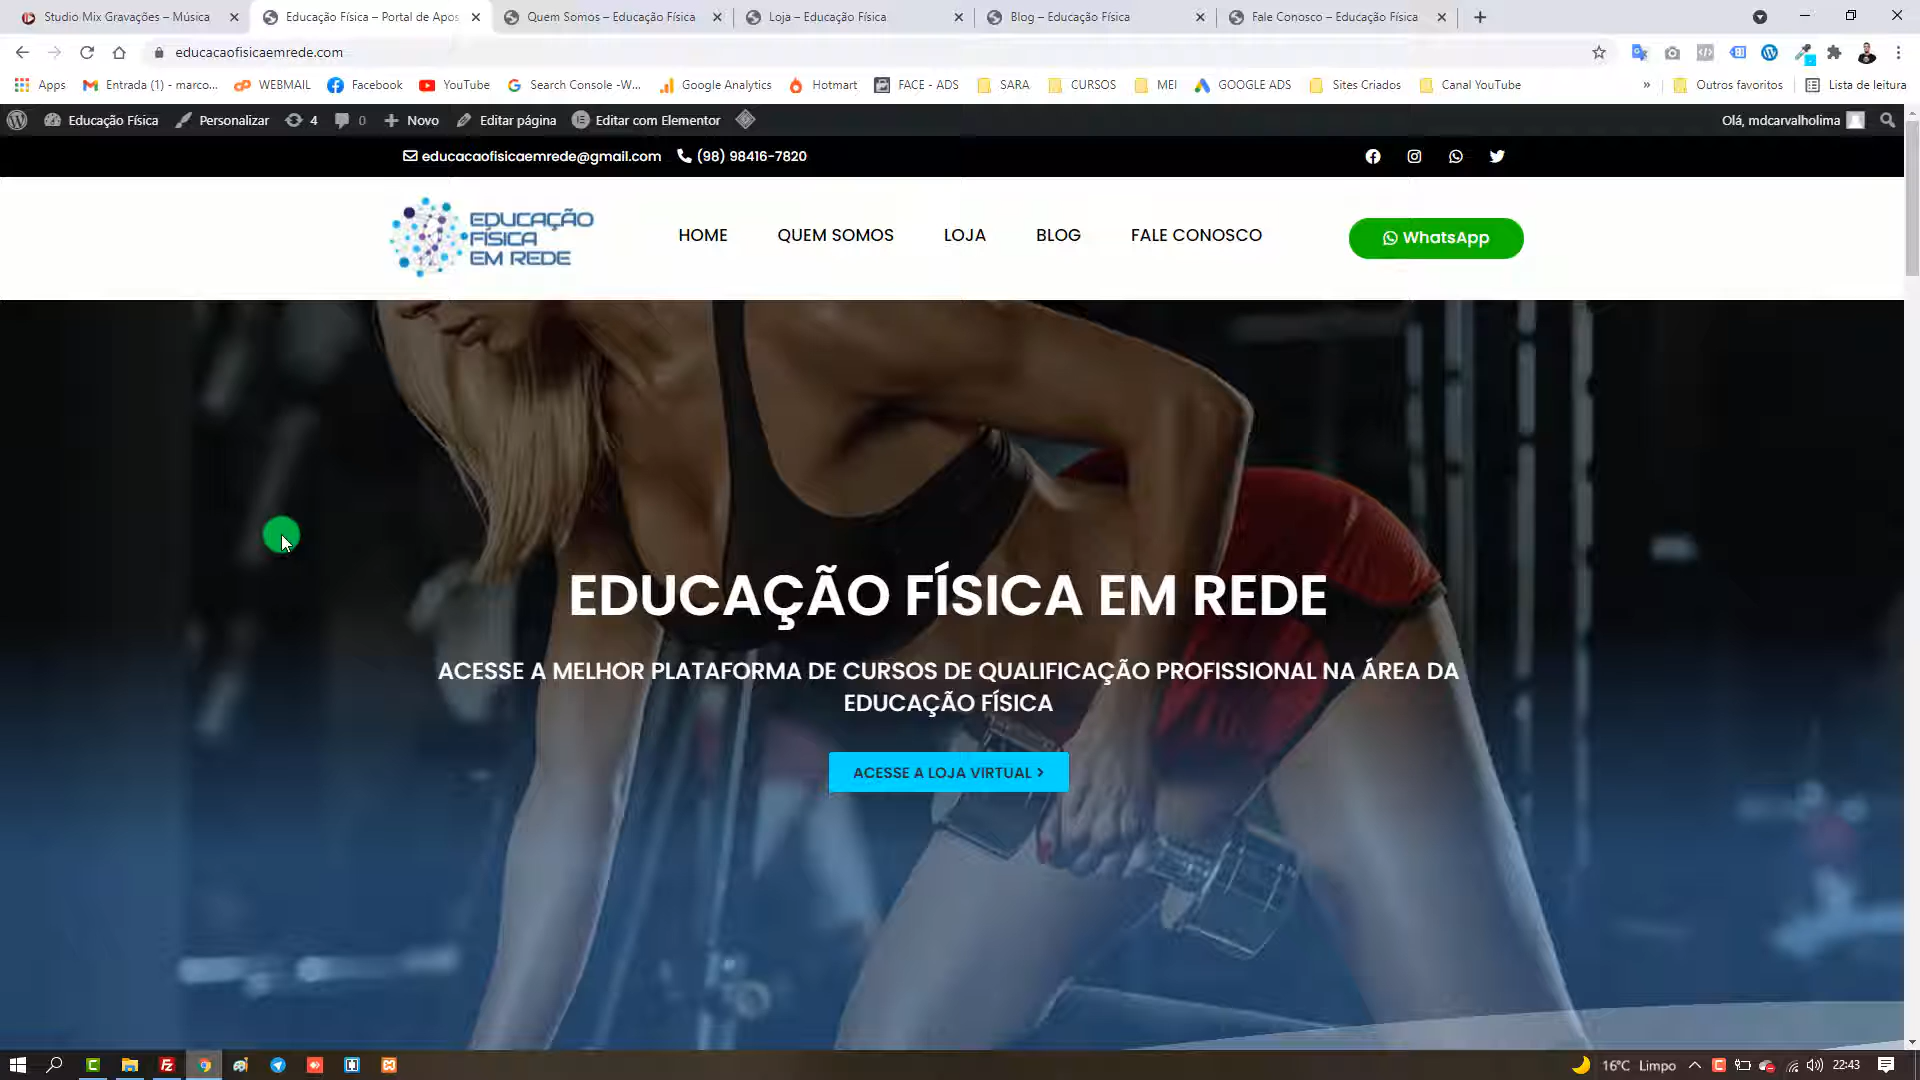 Studio Mix Gravações – Música
Educação Física – Portal de Apos
Quem Somos – Educação Física
Loja – Educação Física
Blog – Educação Física
Fale Conosco – Educação Física
educacaofisicaemrede.com
Apps
Entrada (1) - marco...
WEBMAIL
Facebook
YouTube
Search Console -W...
Google Analytics
Hotmart
FACE - ADS
SARA
CURSOS
MEI
GOOGLE ADS
Sites Criados
Canal YouTube
»
Outros favoritos
Lista de leitura
Educação Física
Personalizar
4
0
Novo
Editar página
Editar com Elementor
Olá, mdcarvalholima
educacaofisicaemrede@gmail.com
(98) 98416-7820
EDUCAÇÃO
FÍSICA
EM REDE
HOME
QUEM SOMOS
LOJA
BLOG
FALE CONOSCO
WhatsApp
EDUCAÇÃO FÍSICA EM REDE
ACESSE A MELHOR PLATAFORMA DE CURSOS DE QUALIFICAÇÃO PROFISSIONAL NA ÁREA DA
EDUCAÇÃO FÍSICA
ACESSE A LOJA VIRTUAL
16°C Limpo
22:43